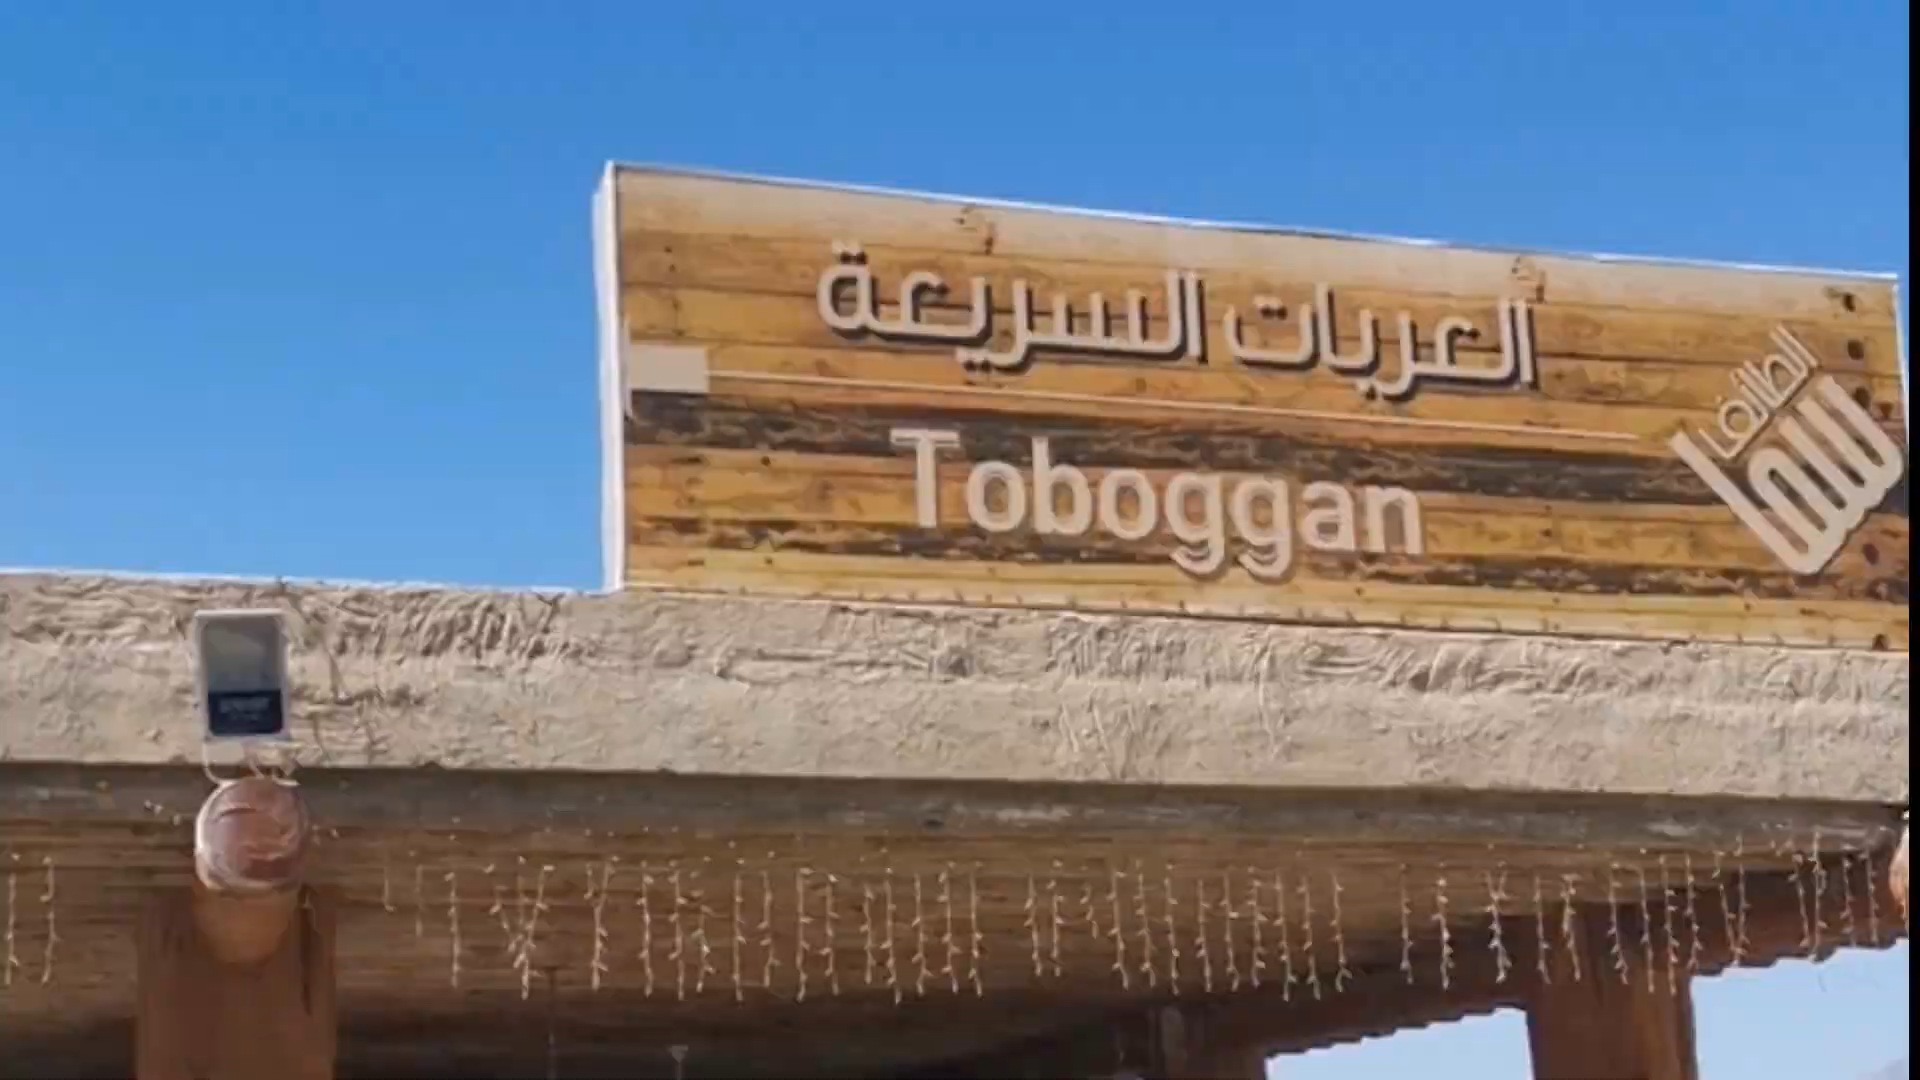 العربات السريعة
Toboggan
الطائف
سما